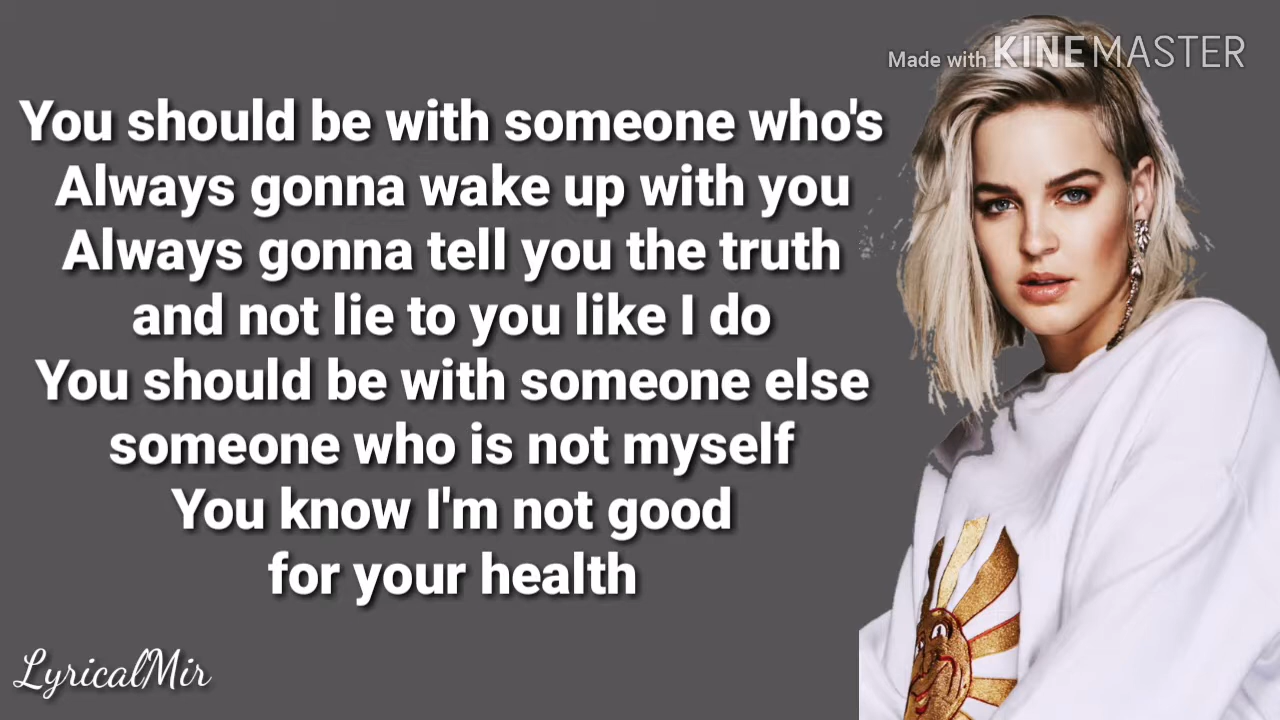 Made with KINEMASTER
You should be with someone who's
Always gonna wake up with you
Always gonna tell you the truth
and not lie to you like I do
You should be with someone else
someone who is not myself
You know I'm not good
for your health
LyricalMir